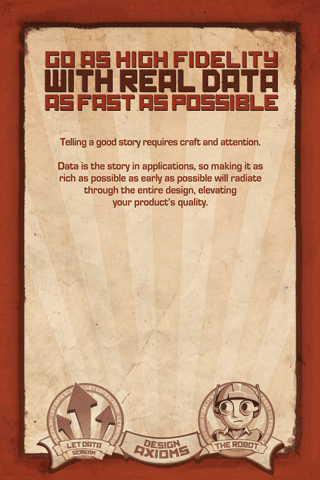 GO AS HIGH FIDELITY
WITH REAL DATA
AS FAST AS POSSIBLE
Telling a good story requires craft and attention.
Data is the story in applications, so making it as
rich as possible as early as possible will radiate
through the entire design, elevating
your product's quality.
LET DATA
SCREAM
DESIGN
AXIOMS
THE ROBOT